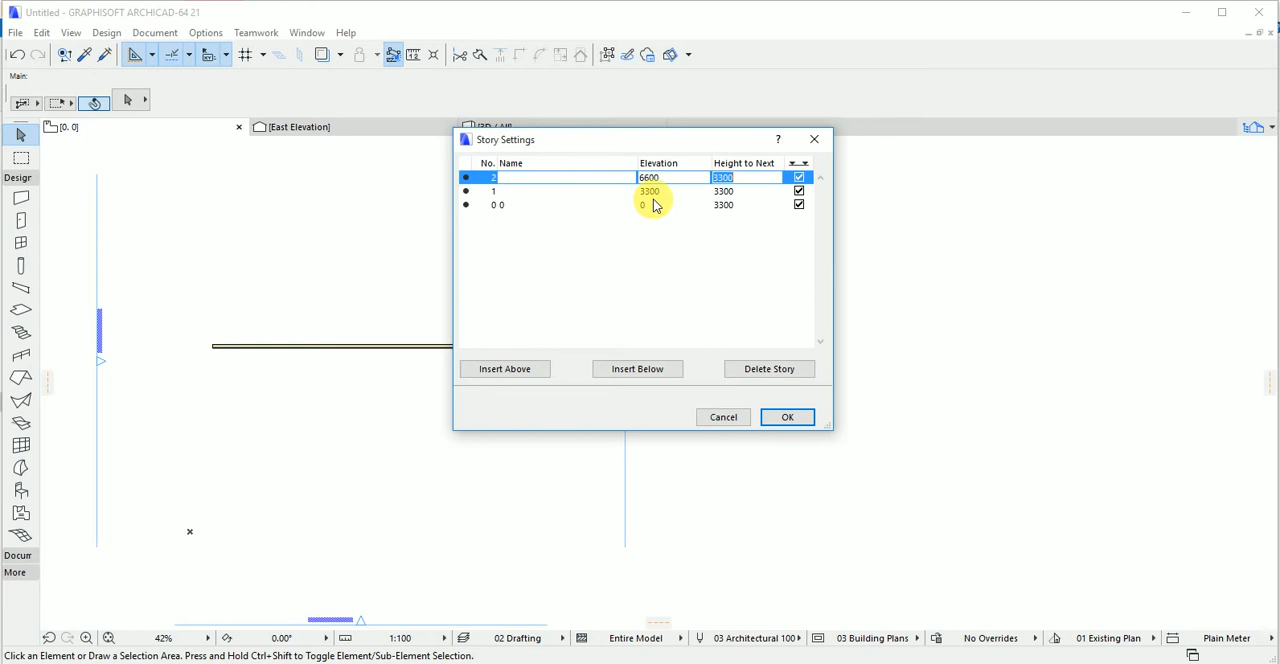 Untitled - GRAPHISOFT ARCHICAD-64 21
File Edit View Design Document Options Teamwork Window Help
Main:
[0. 0]
[East Elevation]
Story Settings
?
No. Name Elevation Height to Next
2 6600 3300
1 3300 3300
0 0 0 3300
Insert Above Insert Below Delete Story
Cancel OK
Design
Docum
More
42% 0.00° 1:100 02 Drafting Entire Model 03 Architectural 100 03 Building Plans No Overrides 01 Existing Plan Plain Meter
Click an Element or Draw a Selection Area. Press and Hold Ctrl+Shift to Toggle Element/Sub-Element Selection.